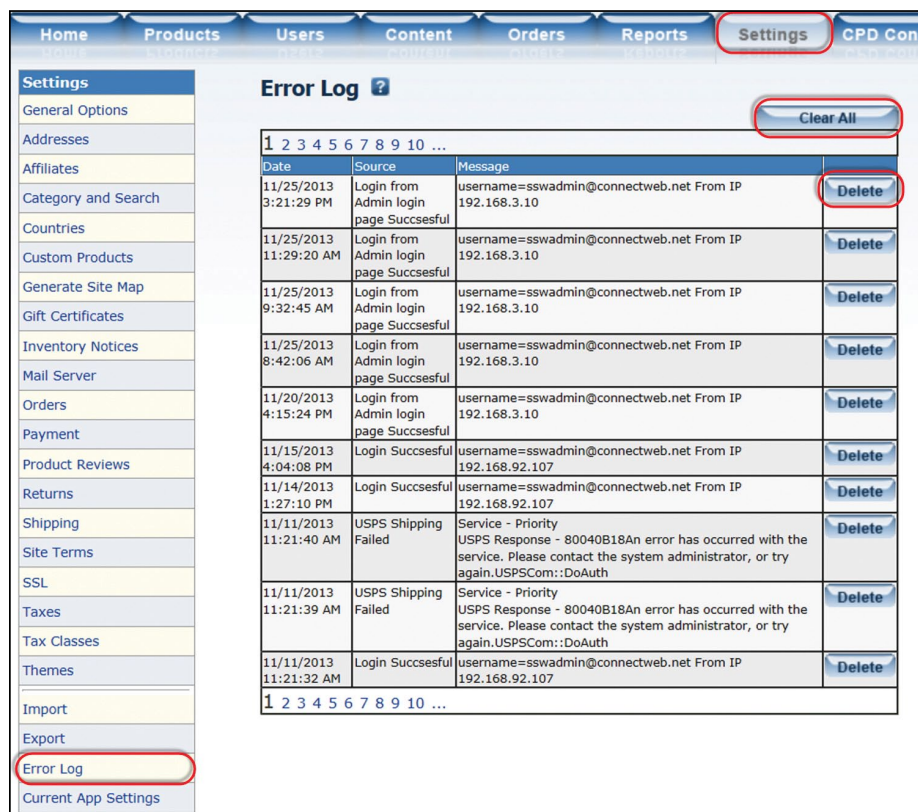 Home Products Users Content Orders Reports Settings CPD Con
Settings
General Options
Addresses
Affiliates
Category and Search
Countries
Custom Products
Generate Site Map
Gift Certificates
Inventory Notices
Mail Server
Orders
Payment
Product Reviews
Returns
Shipping
Site Terms
SSL
Taxes
Tax Classes
Themes
Import
Export
Error Log
Current App Settings
Error Log ?
Clear All
1 2 3 4 5 6 7 8 9 10 ...
Date Source Message
11/25/2013 Login from username=sswadmin@connectweb.net From IP
3:21:29 PM Admin login 192.168.3.10 Delete
page Succsesful
11/25/2013 Login from username=sswadmin@connectweb.net From IP
11:29:20 AM Admin login 192.168.3.10 Delete
page Succsesful
11/25/2013 Login from username=sswadmin@connectweb.net From IP
9:32:45 AM Admin login 192.168.3.10 Delete
page Succsesful
11/25/2013 Login from username=sswadmin@connectweb.net From IP
8:42:06 AM Admin login 192.168.3.10 Delete
page Succsesful
11/20/2013 Login from username=sswadmin@connectweb.net From IP
4:15:24 PM Admin login 192.168.3.10 Delete
page Succsesful
11/15/2013 Login Succsesful username=sswadmin@connectweb.net From IP
4:04:08 PM 192.168.92.107 Delete
11/14/2013 Login Succsesful username=sswadmin@connectweb.net From IP
1:27:10 PM 192.168.92.107 Delete
11/11/2013 USPS Shipping Service - Priority
11:21:40 AM Failed USPS Response - 80040B18An error has occurred with the Delete
service. Please contact the system administrator, or try
again.USPSCom::DoAuth
11/11/2013 USPS Shipping Service - Priority
11:21:39 AM Failed USPS Response - 80040B18An error has occurred with the Delete
service. Please contact the system administrator, or try
again.USPSCom::DoAuth
11/11/2013 Login Succsesful username=sswadmin@connectweb.net From IP
11:21:32 AM 192.168.92.107 Delete
1 2 3 4 5 6 7 8 9 10 ...